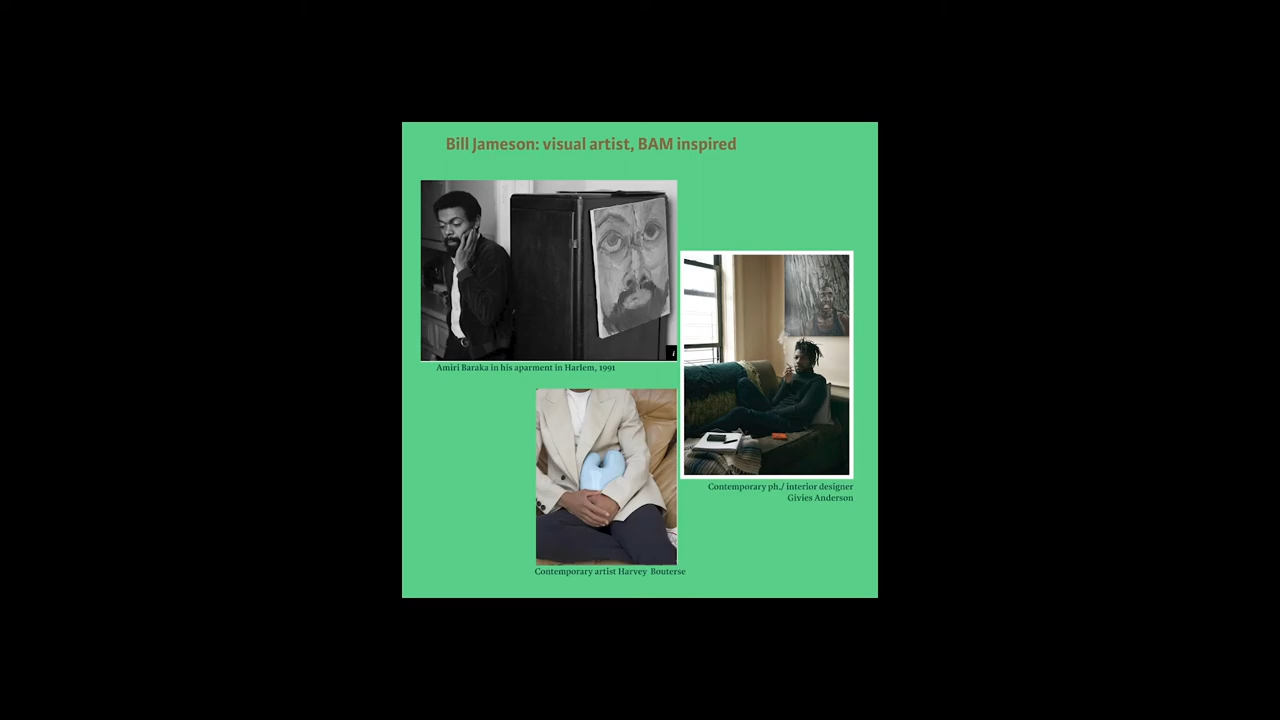 Bill Jameson: visual artist, BAM inspired
Amiri Baraka in his aparment in Harlem, 1991
Contemporary ph./ interior designer
Givies Anderson
Contemporary artist Harvey Bouterse